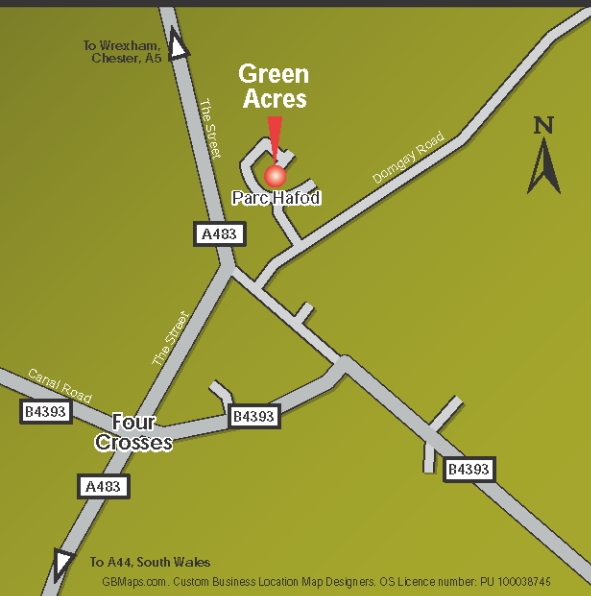 To Wrexham,
Chester, A5
Green
Acres
N
The Street
Domgay Road
Parc Hafod
A483
The Street
Canal Road
B4393
Four
Crosses
B4393
B4393
A483
To A44, South Wales
GBMaps.com. Custom Business Location Map Designers. OS Licence number: PU 100038745